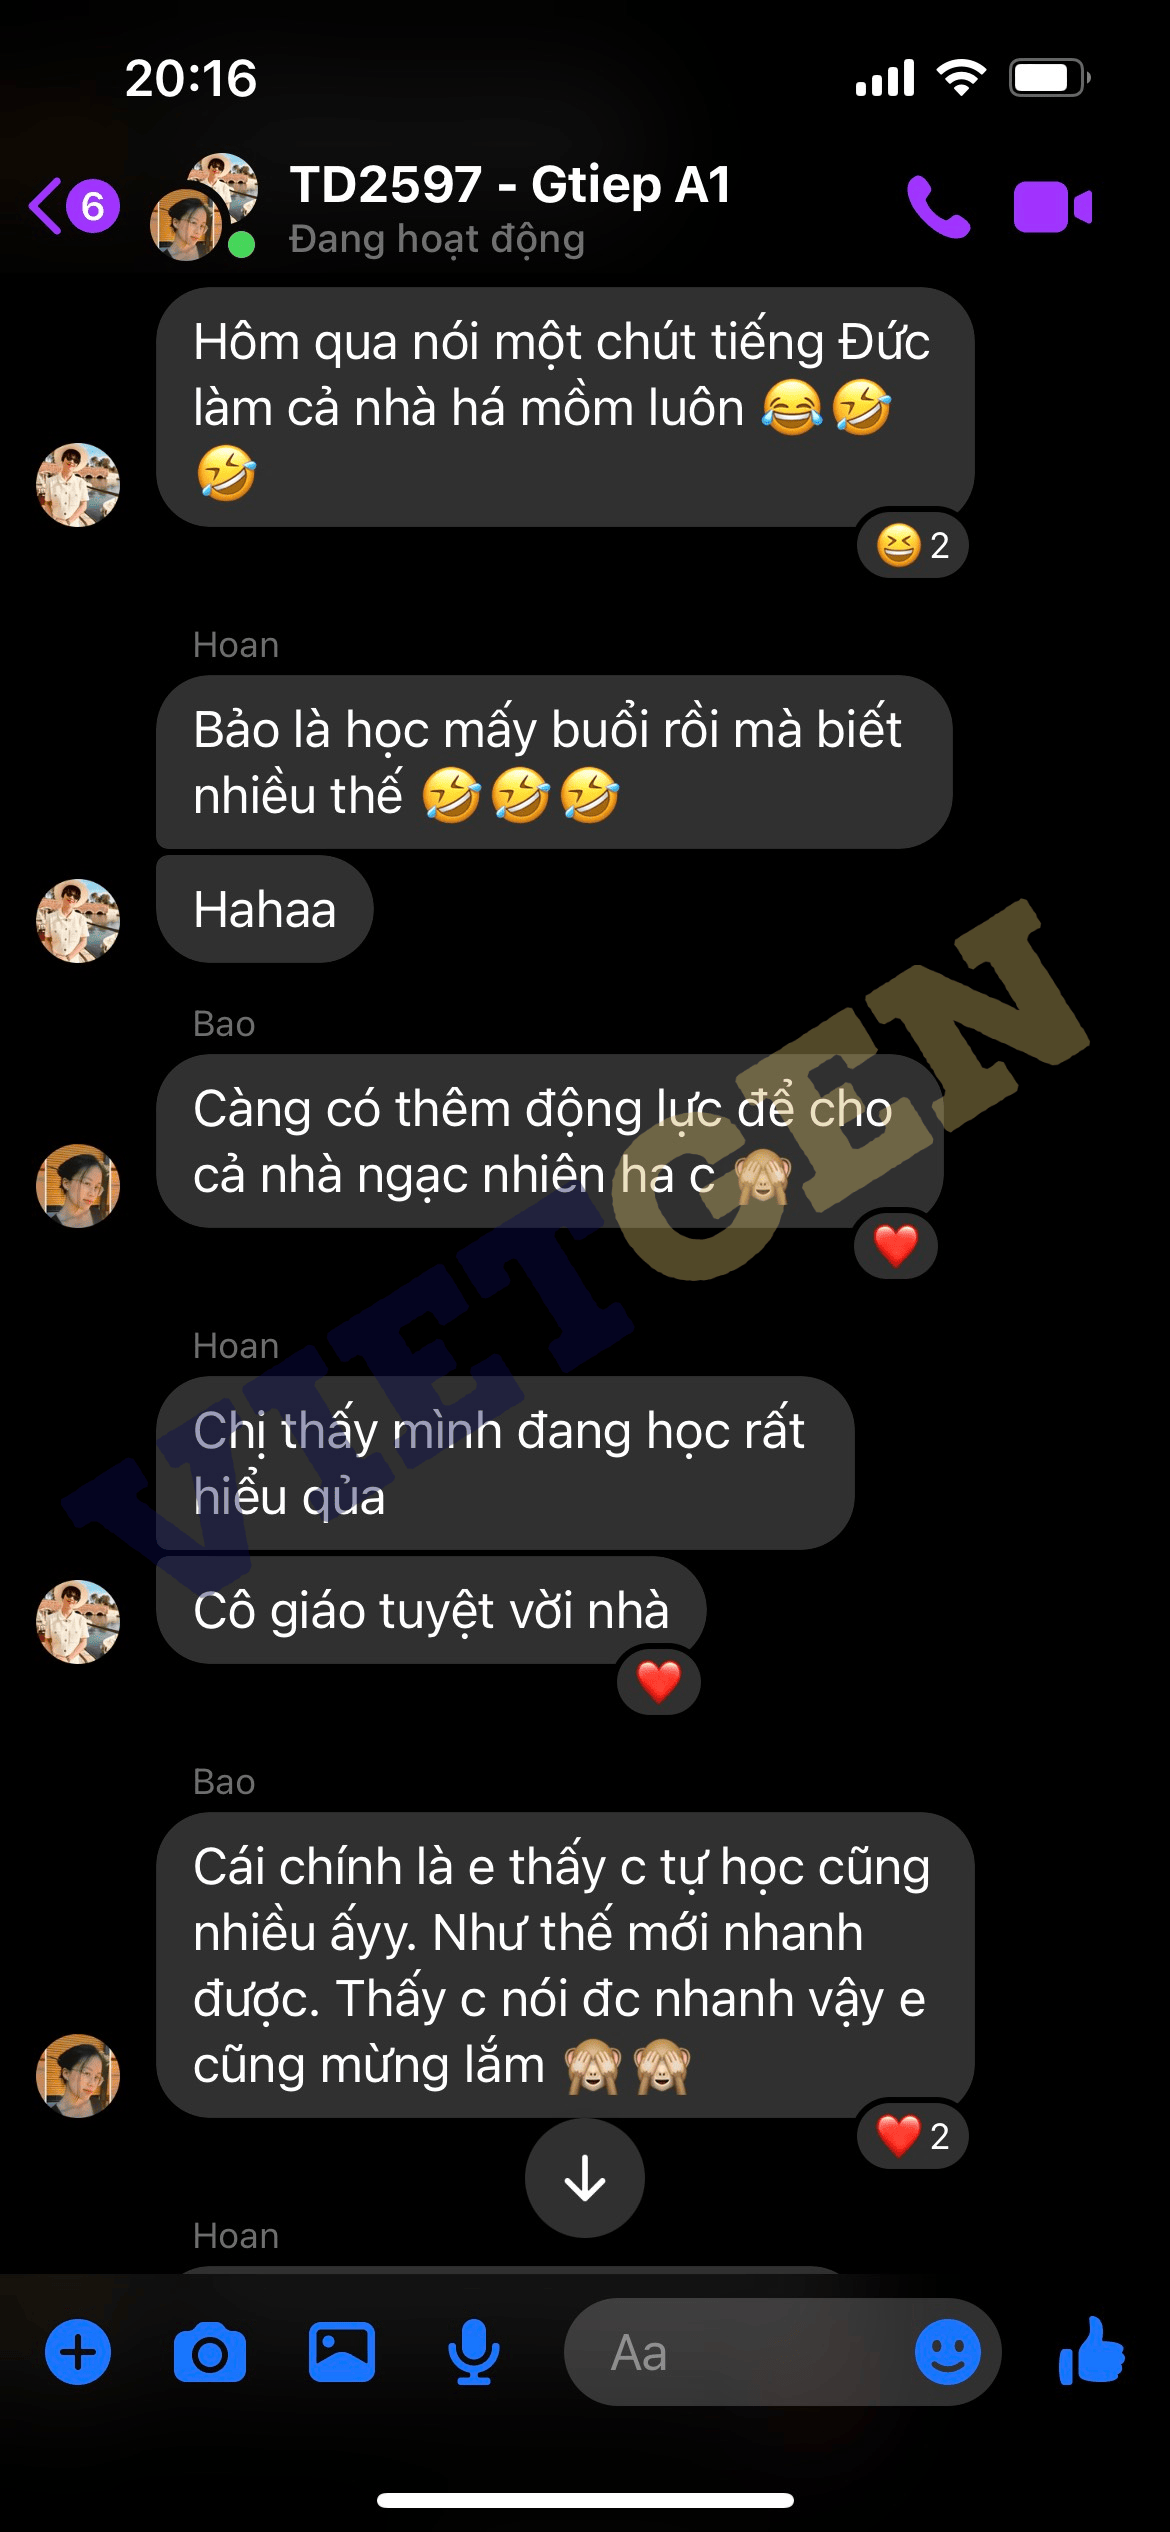 20:16
6
TD2597 - Gtiep A1
Đang hoạt động
Hôm qua nói một chút tiếng Đức
làm cả nhà há mồm luôn 😂🤣
🤣
😆 2
Hoan
Bảo là học mấy buổi rồi mà biết
nhiều thế 🤣🤣🤣
Hahaa
Bao
Càng có thêm động lực để cho
cả nhà ngạc nhiên ha c 🙈
❤️
Hoan
Chị thấy mình đang học rất
hiểu qủa
Cô giáo tuyệt vời nhà
❤️
Bao
Cái chính là e thấy c tự học cũng
nhiều ấyy. Như thế mới nhanh
được. Thấy c nói đc nhanh vậy e
cũng mừng lắm 🙈🙈
❤️ 2
Hoan
Aa
VIETGEN